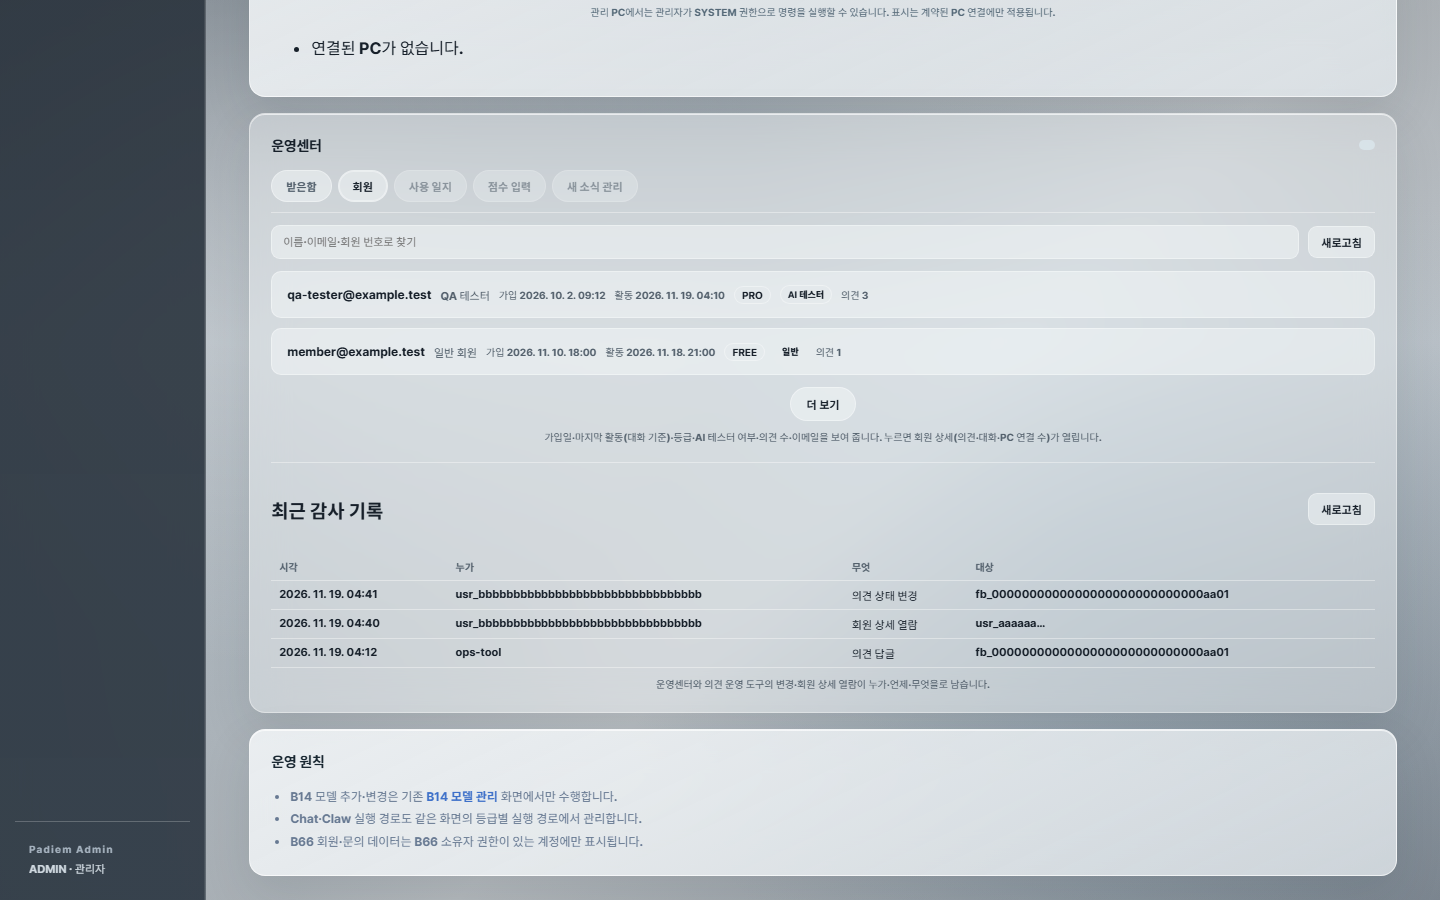 관리 PC에서는 관리자가 SYSTEM 권한으로 명령을 실행할 수 있습니다. 표시는 계약된 PC 연결에만 적용됩니다.
• 연결된 PC가 없습니다.
운영센터
받은함 회원 사용 일지 점수 입력 새 소식 관리
이름·이메일·회원 번호로 찾기 새로고침
qa-tester@example.test QA 테스터 가입 2026. 10. 2. 09:12 활동 2026. 11. 19. 04:10 PRO AI 테스터 의견 3
member@example.test 일반 회원 가입 2026. 11. 10. 18:00 활동 2026. 11. 18. 21:00 FREE 일반 의견 1
더 보기
가입일·마지막 활동(대화 기준)·등급·AI 테스터 여부·의견 수·이메일을 보여 줍니다. 누르면 회원 상세(의견·대화·PC 연결 수)가 열립니다.
최근 감사 기록 새로고침
시각 누가 무엇 대상
2026. 11. 19. 04:41 usr_bbbbbbbbbbbbbbbbbbbbbbbbbbbbbbbb 의견 상태 변경 fb_0000000000000000000000000000aa01
2026. 11. 19. 04:40 usr_bbbbbbbbbbbbbbbbbbbbbbbbbbbbbbbb 회원 상세 열람 usr_aaaaaa…
2026. 11. 19. 04:12 ops-tool 의견 답글 fb_0000000000000000000000000000aa01
운영센터와 의견 운영 도구의 변경·회원 상세 열람이 누가·언제·무엇을로 남습니다.
운영 원칙
• B14 모델 추가·변경은 기존 B14 모델 관리 화면에서만 수행합니다.
• Chat·Claw 실행 경로도 같은 화면의 등급별 실행 경로에서 관리합니다.
• B66 회원·문의 데이터는 B66 소유자 권한이 있는 계정에만 표시됩니다.
Padiem Admin
ADMIN · 관리자